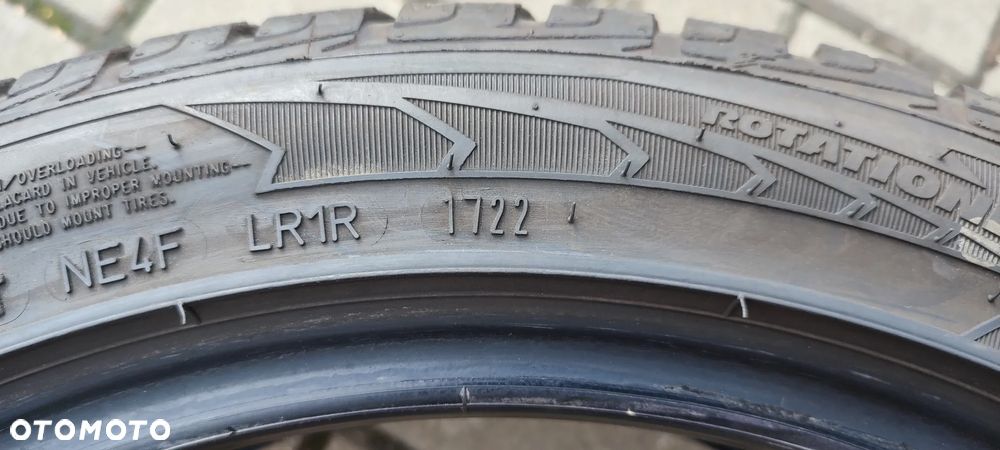 /OVERLOADING--
LACARD IN VEHICLE.
DUE TO IMPROPER MOUNTING--
SHOULD MOUNT TIRES.
ROTATION
NE4F LR1R 1722
OTOMOTO